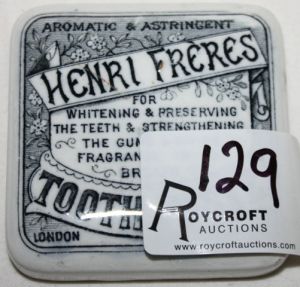 AROMATIC & ASTRINGENT
HENRI FRERES
FOR
WHITENING & PRESERVING
THE TEETH & STRENGTHENING
THE GUM
FRAGRAN
BR
TOOTH
LONDON
129
ROYCROFT
AUCTIONS
www.roycroftauctions.com